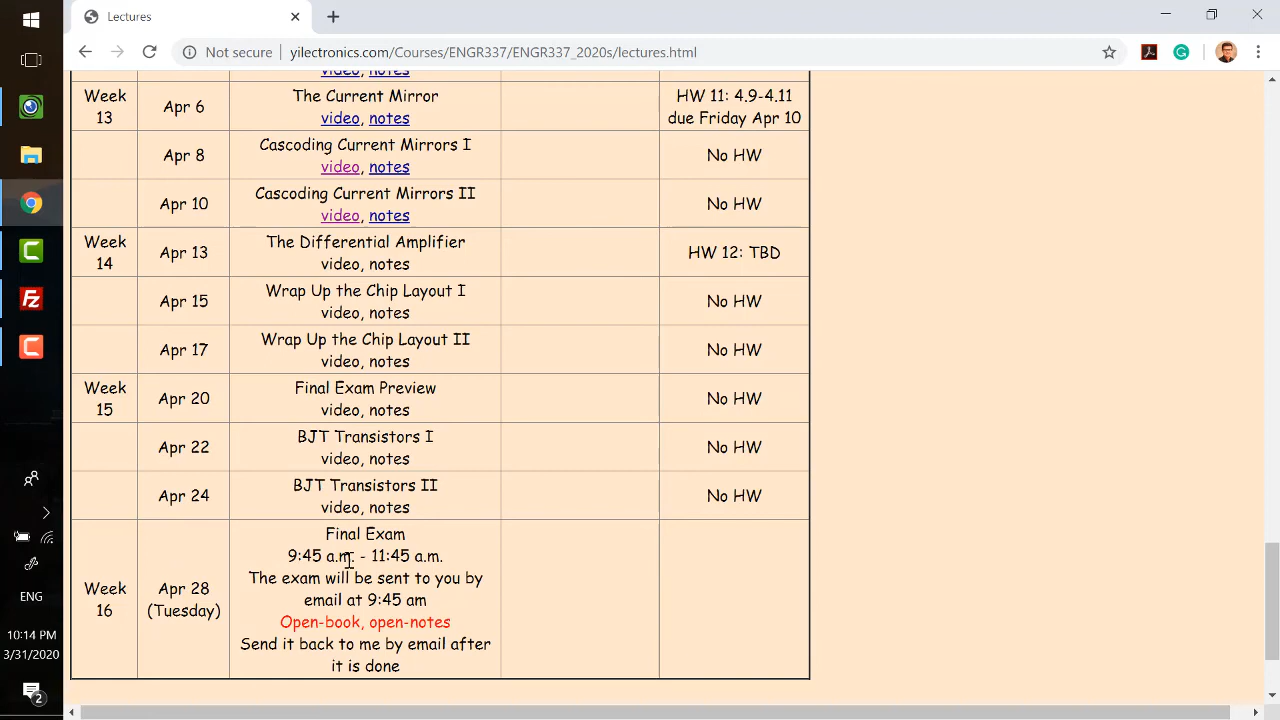 Lectures
Not secure
yilectronics.com/Courses/ENGR337/ENGR337_2020s/lectures.html
video, notes
Week 13
Apr 6
The Current Mirror
video, notes
HW 11: 4.9-4.11
due Friday Apr 10
Apr 8
Cascoding Current Mirrors I
video, notes
No HW
Apr 10
Cascoding Current Mirrors II
video, notes
No HW
Week 14
Apr 13
The Differential Amplifier
video, notes
HW 12: TBD
Apr 15
Wrap Up the Chip Layout I
video, notes
No HW
Apr 17
Wrap Up the Chip Layout II
video, notes
No HW
Week 15
Apr 20
Final Exam Preview
video, notes
No HW
Apr 22
BJT Transistors I
video, notes
No HW
Apr 24
BJT Transistors II
video, notes
No HW
Week 16
Apr 28
(Tuesday)
Final Exam
9:45 a.m. - 11:45 a.m.
The exam will be sent to you by
email at 9:45 am
Open-book, open-notes
Send it back to me by email after
it is done
ENG
10:14 PM
3/31/2020
2